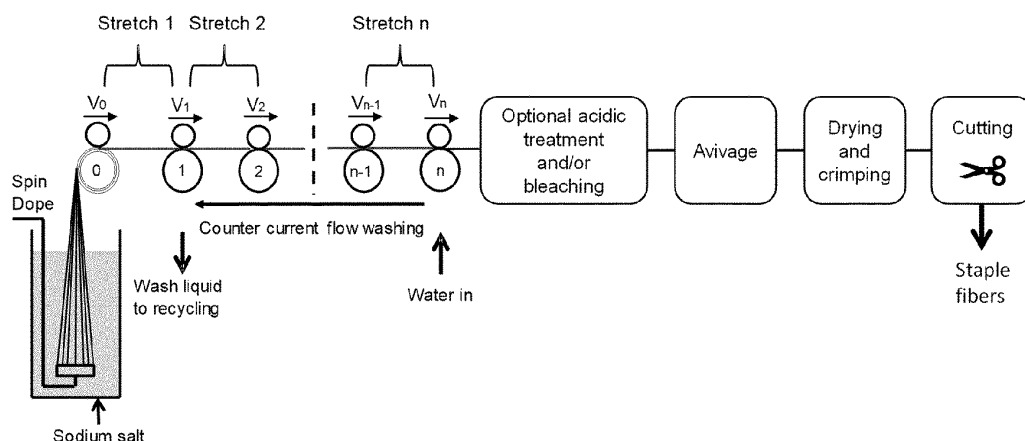 Stretch 1
Stretch 2
Stretch n
V0
V1
V2
Vn-1
Vn
0
1
2
n-1
n
Optional acidic
treatment
and/or
bleaching
Avivage
Drying
and
crimping
Cutting
Spin
Dope
Counter current flow washing
Wash liquid
to recycling
Water in
Staple
fibers
Sodium salt